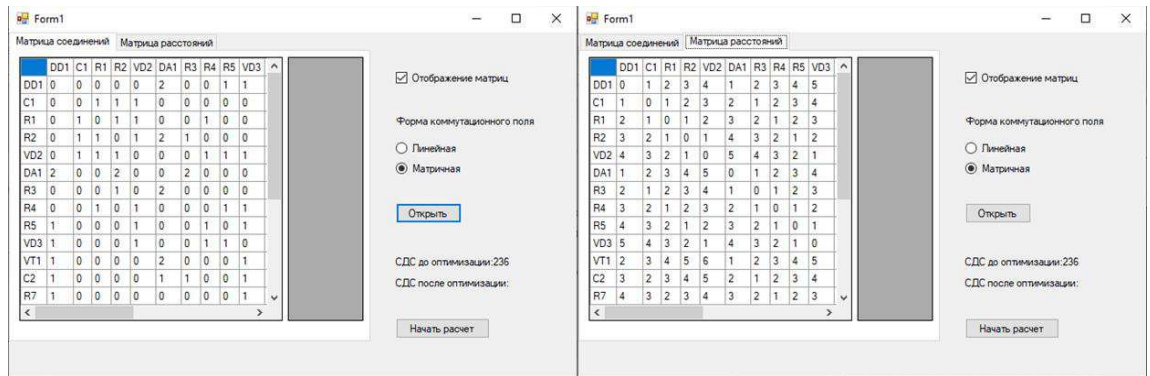 Form1
Матрица соединений Матрица расстояний
DD1 C1 R1 R2 VD2 DA1 R3 R4 R5 VD3
DD1 0 0 0 0 0 2 0 0 1 1
C1 0 0 1 1 1 0 0 0 0 0
R1 0 1 0 1 1 0 0 1 0 0
R2 0 1 1 0 1 2 1 0 0 0
VD2 0 1 1 1 0 0 0 1 1 1
DA1 2 0 0 2 0 0 2 0 0 0
R3 0 0 0 1 0 2 0 0 0 0
R4 0 0 1 0 1 0 0 0 1 1
R5 1 0 0 0 1 0 0 1 0 1
VD3 1 0 0 0 1 0 0 1 1 0
VT1 1 0 0 0 0 2 0 0 0 1
C2 1 0 0 0 0 1 1 0 0 1
R7 1 0 0 0 0 0 0 0 0 1
Отображение матриц
Форма коммутационного поля
Линейная
Матричная
Открыть
СДС до оптимизации:236
СДС после оптимизации:
Начать расчет
Form1
Матрица соединений Матрица расстояний
DD1 C1 R1 R2 VD2 DA1 R3 R4 R5 VD3
DD1 0 1 2 3 4 1 2 3 4 5
C1 1 0 1 2 3 2 1 2 3 4
R1 2 1 0 1 2 3 2 1 2 3
R2 3 2 1 0 1 4 3 2 1 2
VD2 4 3 2 1 0 5 4 3 2 1
DA1 1 2 3 4 5 0 1 2 3 4
R3 2 1 2 3 4 1 0 1 2 3
R4 3 2 1 2 3 2 1 0 1 2
R5 4 3 2 1 2 3 2 1 0 1
VD3 5 4 3 2 1 4 3 2 1 0
VT1 2 3 4 5 6 1 2 3 4 5
C2 3 2 3 4 5 2 1 2 3 4
R7 4 3 2 3 4 3 2 1 2 3
Отображение матриц
Форма коммутационного поля
Линейная
Матричная
Открыть
СДС до оптимизации:236
СДС после оптимизации:
Начать расчет